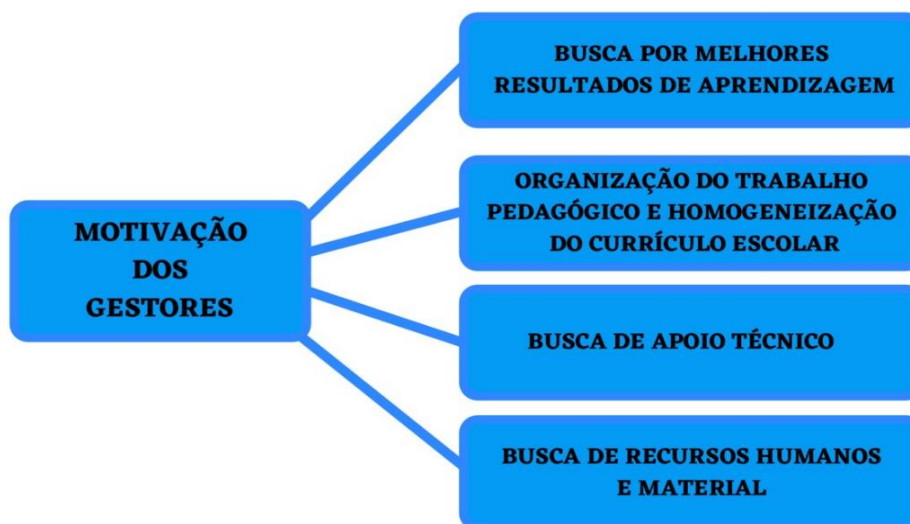 BUSCA POR MELHORES
RESULTADOS DE APRENDIZAGEM
ORGANIZAÇÃO DO TRABALHO
PEDAGÓGICO E HOMOGENEIZAÇÃO
DO CURRÍCULO ESCOLAR
MOTIVAÇÃO
DOS
GESTORES
BUSCA DE APOIO TÉCNICO
BUSCA DE RECURSOS HUMANOS
E MATERIAL